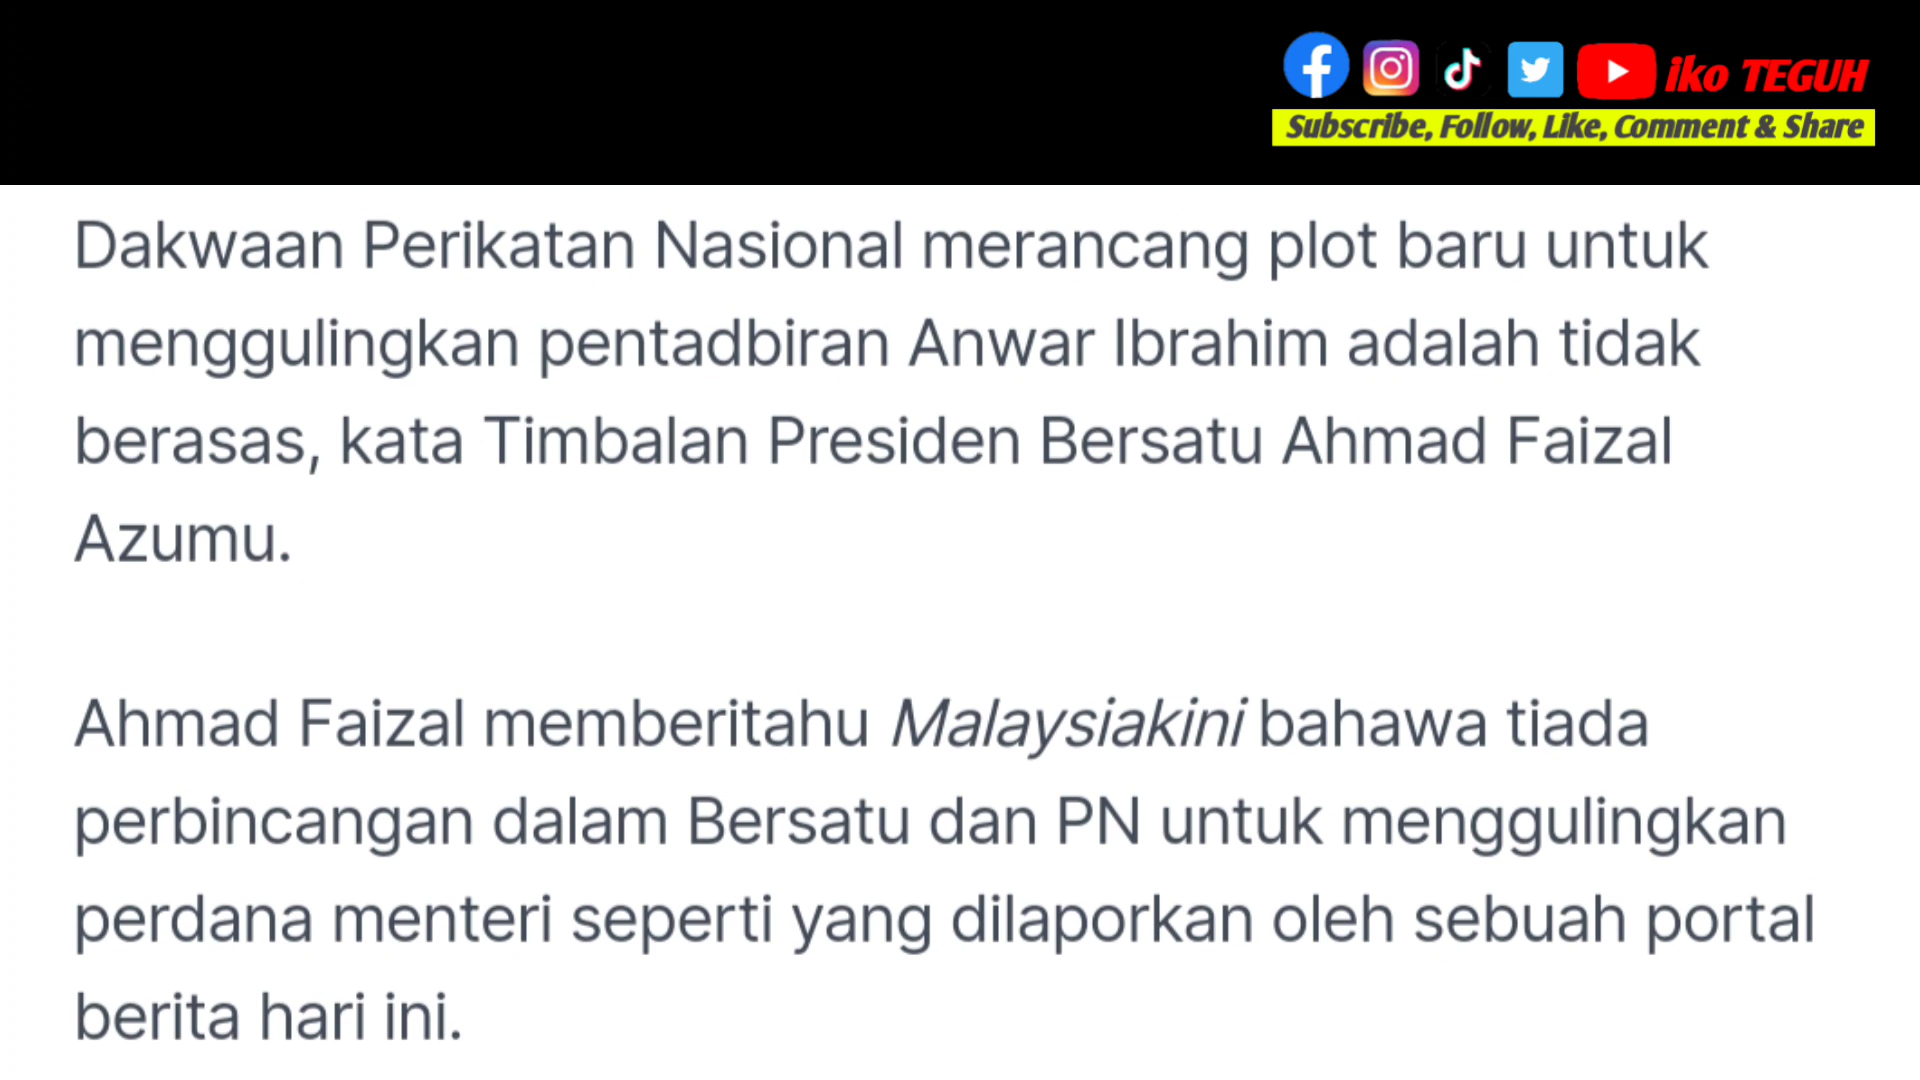 iko TEGUH
Subscribe, Follow, Like, Comment & Share
Dakwaan Perikatan Nasional merancang plot baru untuk
menggulingkan pentadbiran Anwar Ibrahim adalah tidak
berasas, kata Timbalan Presiden Bersatu Ahmad Faizal
Azumu.
Ahmad Faizal memberitahu Malaysiakini bahawa tiada
perbincangan dalam Bersatu dan PN untuk menggulingkan
perdana menteri seperti yang dilaporkan oleh sebuah portal
berita hari ini.